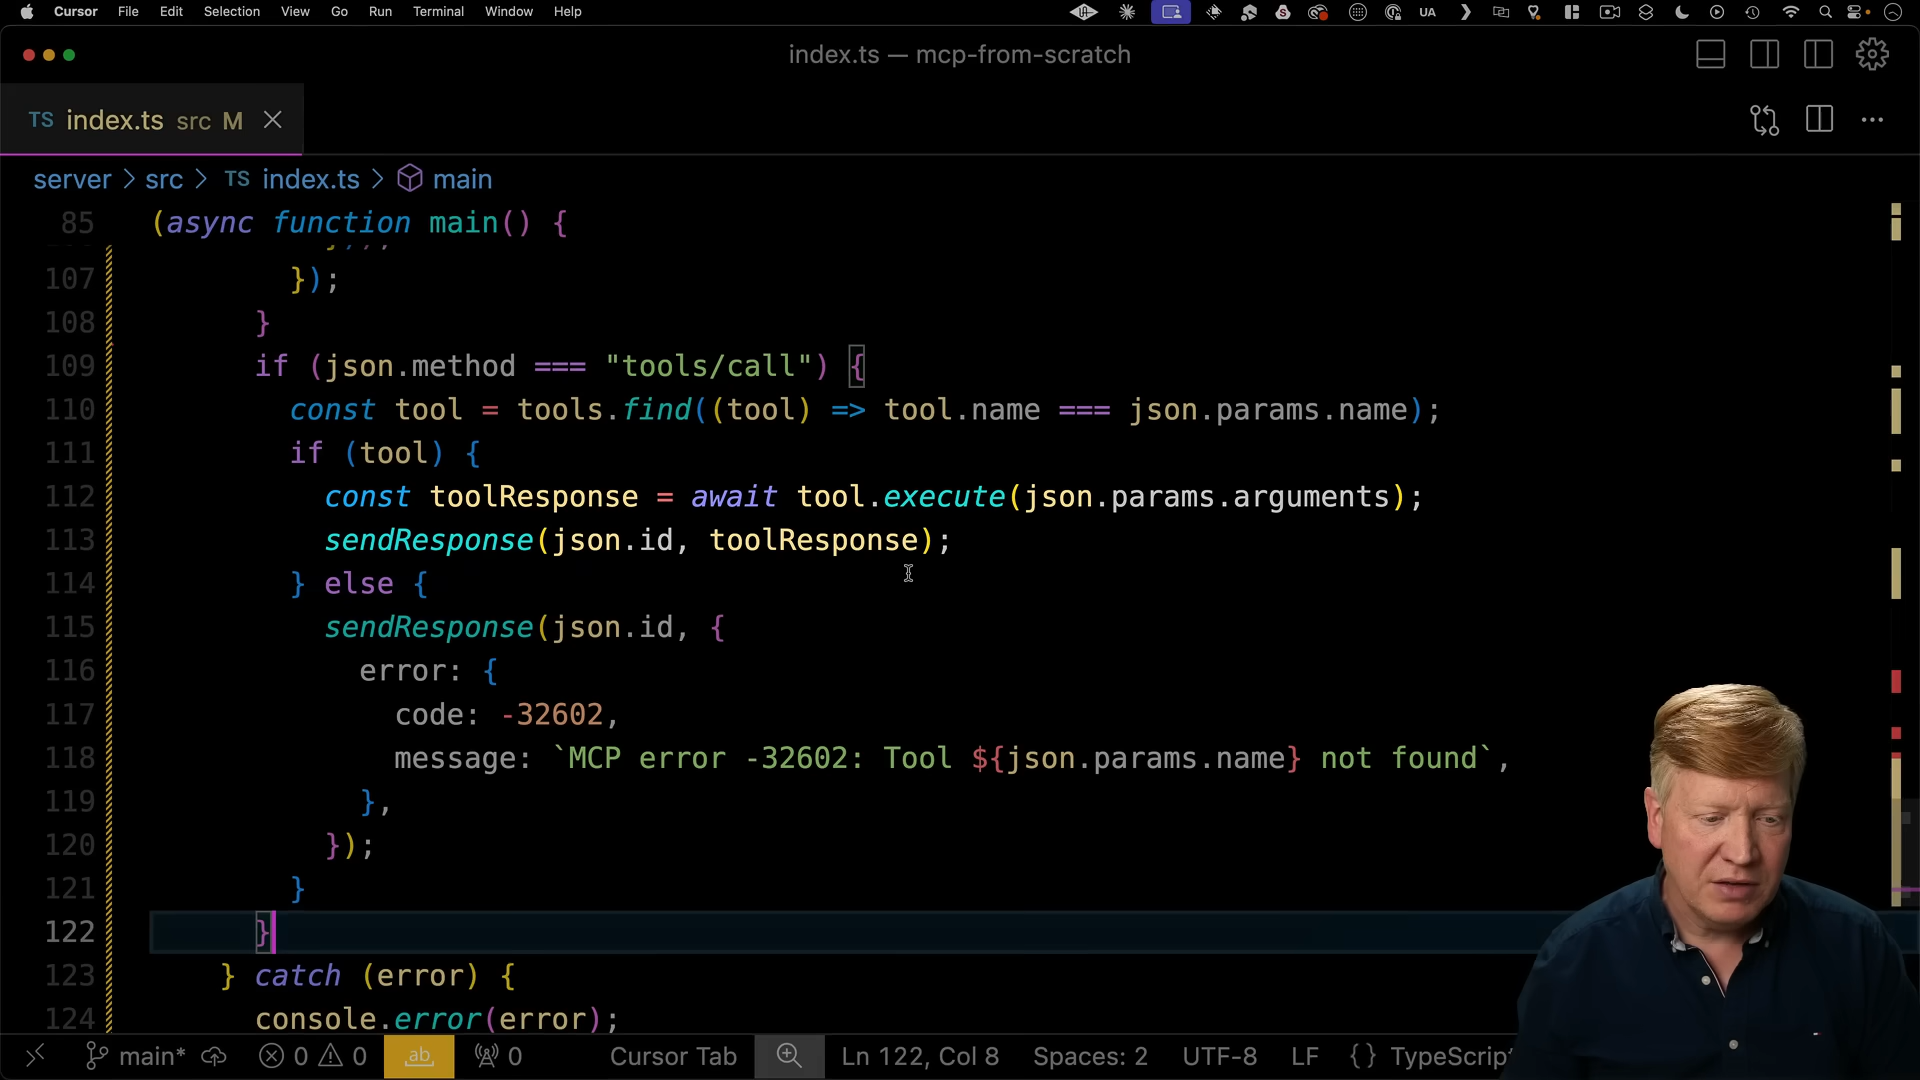 Cursor File Edit Selection View Go Run Terminal Window Help UA
index.ts — mcp-from-scratch
TS index.ts src M
server > src > TS index.ts > main
85 (async function main() {
107 });
108 }
109 if (json.method === "tools/call") {
110 const tool = tools.find((tool) => tool.name === json.params.name);
111 if (tool) {
112 const toolResponse = await tool.execute(json.params.arguments);
113 sendResponse(json.id, toolResponse);
114 } else {
115 sendResponse(json.id, {
116 error: {
117 code: -32602,
118 message: `MCP error -32602: Tool ${json.params.name} not found`,
119 },
120 });
121 }
122 }
123 } catch (error) {
124 console.error(error);
main* 0 0 ab 0 Cursor Tab Ln 122, Col 8 Spaces: 2 UTF-8 LF {} TypeScrip